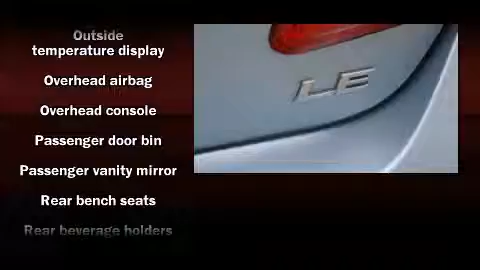 Outside
temperature display
Overhead airbag
Overhead console
Passenger door bin
Passenger vanity mirror
Rear bench seats
Rear beverage holders
LE